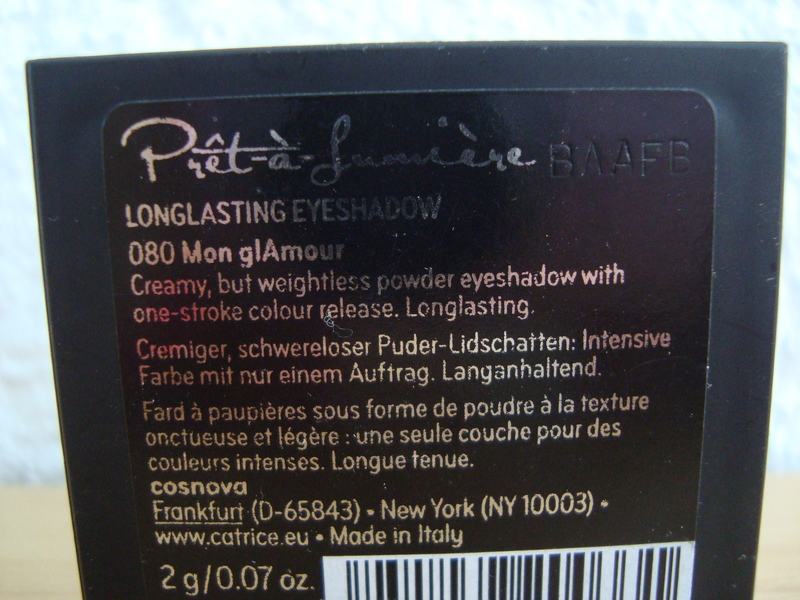 Prêt-à-Lumière BAAFB
LONGLASTING EYESHADOW
080 Mon glAmour
Creamy, but weightless powder eyeshadow with
one-stroke colour release. Longlasting.
Cremiger, schwereloser Puder-Lidschatten: Intensive
Farbe mit nur einem Auftrag. Langanhaltend.
Fard à paupières sous forme de poudre à la texture
onctueuse et légère : une seule couche pour des
couleurs intenses. Longue tenue.
cosnova
Frankfurt (D-65843) • New York (NY 10003) •
www.catrice.eu • Made in Italy
2 g/0.07 oz.